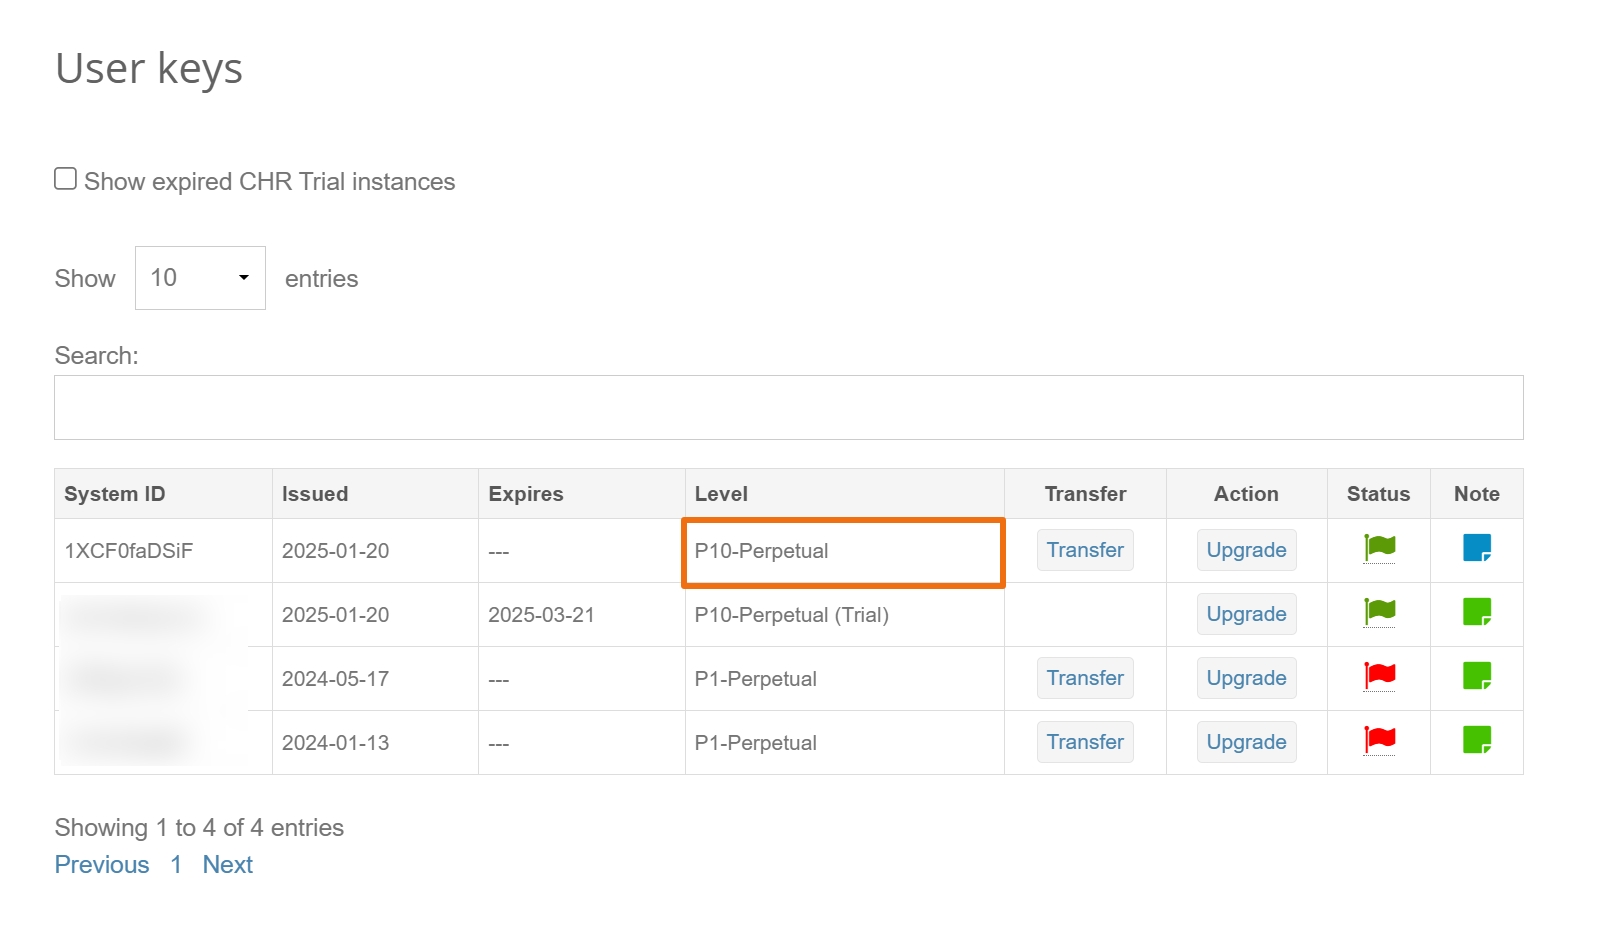 User keys
Show expired CHR Trial instances
Show 10 entries
Search:
System ID Issued Expires Level Transfer Action Status Note
1XCF0faDSiF 2025-01-20 --- P10-Perpetual Transfer Upgrade
2025-01-20 2025-03-21 P10-Perpetual (Trial) Upgrade
2024-05-17 --- P1-Perpetual Transfer Upgrade
2024-01-13 --- P1-Perpetual Transfer Upgrade
Showing 1 to 4 of 4 entries
Previous 1 Next